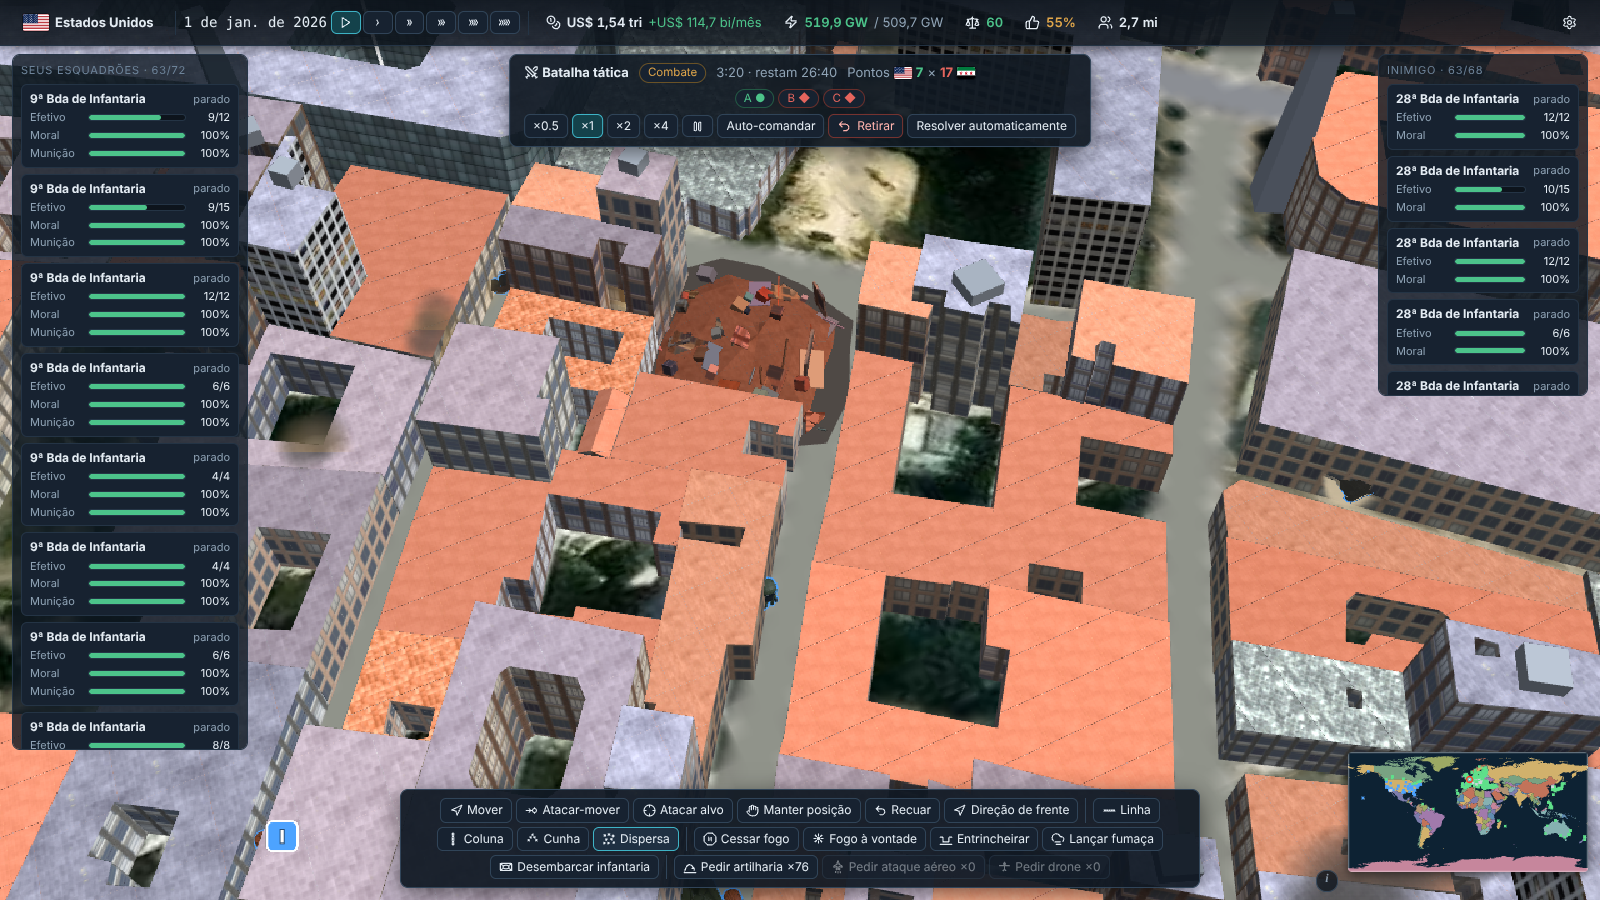 Estados Unidos
1 de jan. de 2026
US$ 1,54 tri +US$ 114,7 bi/mês
519,9 GW / 509,7 GW
60
55%
2,7 mi
SEUS ESQUADRÕES · 63/72
9ª Bda de Infantaria parado
Efetivo 9/12
Moral 100%
Munição 100%
9ª Bda de Infantaria parado
Efetivo 9/15
Moral 100%
Munição 100%
9ª Bda de Infantaria parado
Efetivo 12/12
Moral 100%
Munição 100%
9ª Bda de Infantaria parado
Efetivo 6/6
Moral 100%
Munição 100%
9ª Bda de Infantaria parado
Efetivo 4/4
Moral 100%
Munição 100%
9ª Bda de Infantaria parado
Efetivo 4/4
Moral 100%
Munição 100%
9ª Bda de Infantaria parado
Efetivo 6/6
Moral 100%
Munição 100%
9ª Bda de Infantaria parado
Efetivo 8/8
Batalha tática Combate 3:20 · restam 26:40 Pontos 7 × 17
A B C
×0.5 ×1 ×2 ×4 Auto-comandar Retirar Resolver automaticamente
INIMIGO · 63/68
28ª Bda de Infantaria parado
Efetivo 12/12
Moral 100%
28ª Bda de Infantaria parado
Efetivo 10/15
Moral 100%
28ª Bda de Infantaria parado
Efetivo 12/12
Moral 100%
28ª Bda de Infantaria parado
Efetivo 6/6
Moral 100%
28ª Bda de Infantaria parado
Mover Atacar-mover Atacar alvo Manter posição Recuar Direção de frente Linha
Coluna Cunha Dispersa Cessar fogo Fogo à vontade Entrincheirar Lançar fumaça
Desembarcar infantaria Pedir artilharia ×76 Pedir ataque aéreo ×0 Pedir drone ×0
i